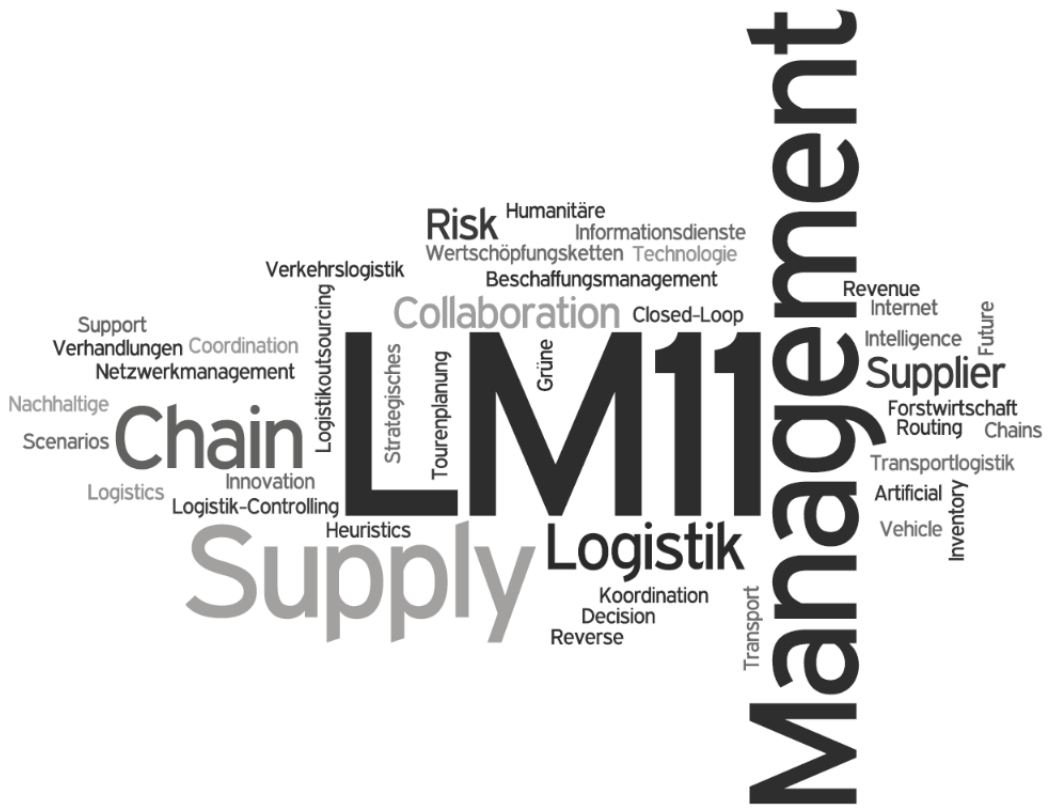 Management
Risk
Humanitäre
Informationsdienste
Wertschöpfungsketten
Technologie
Verkehrslogistik
Beschaffungsmanagement
Collaboration
Closed-Loop
Revenue
Internet
Future
Support
Verhandlungen
Coordination
Netzwerkmanagement
Logistikoutsourcing
Strategisches
Tourenplanung
Grüne
LM11
Intelligence
Supplier
Nachhaltige
Scenarios
Chain
Forstwirtschaft
Routing
Chains
Innovation
Logistics
Logistik-Controlling
Transportlogistik
Artificial
Inventory
Vehicle
Heuristics
Supply
Logistik
Koordination
Decision
Reverse
Transport